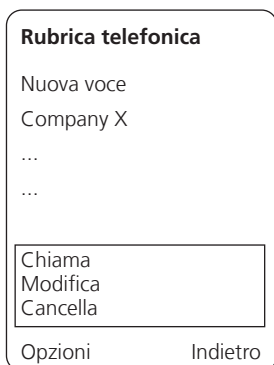 Rubrica telefonica
Nuova voce
Company X
...
...
Chiama
Modifica
Cancella
Opzioni Indietro